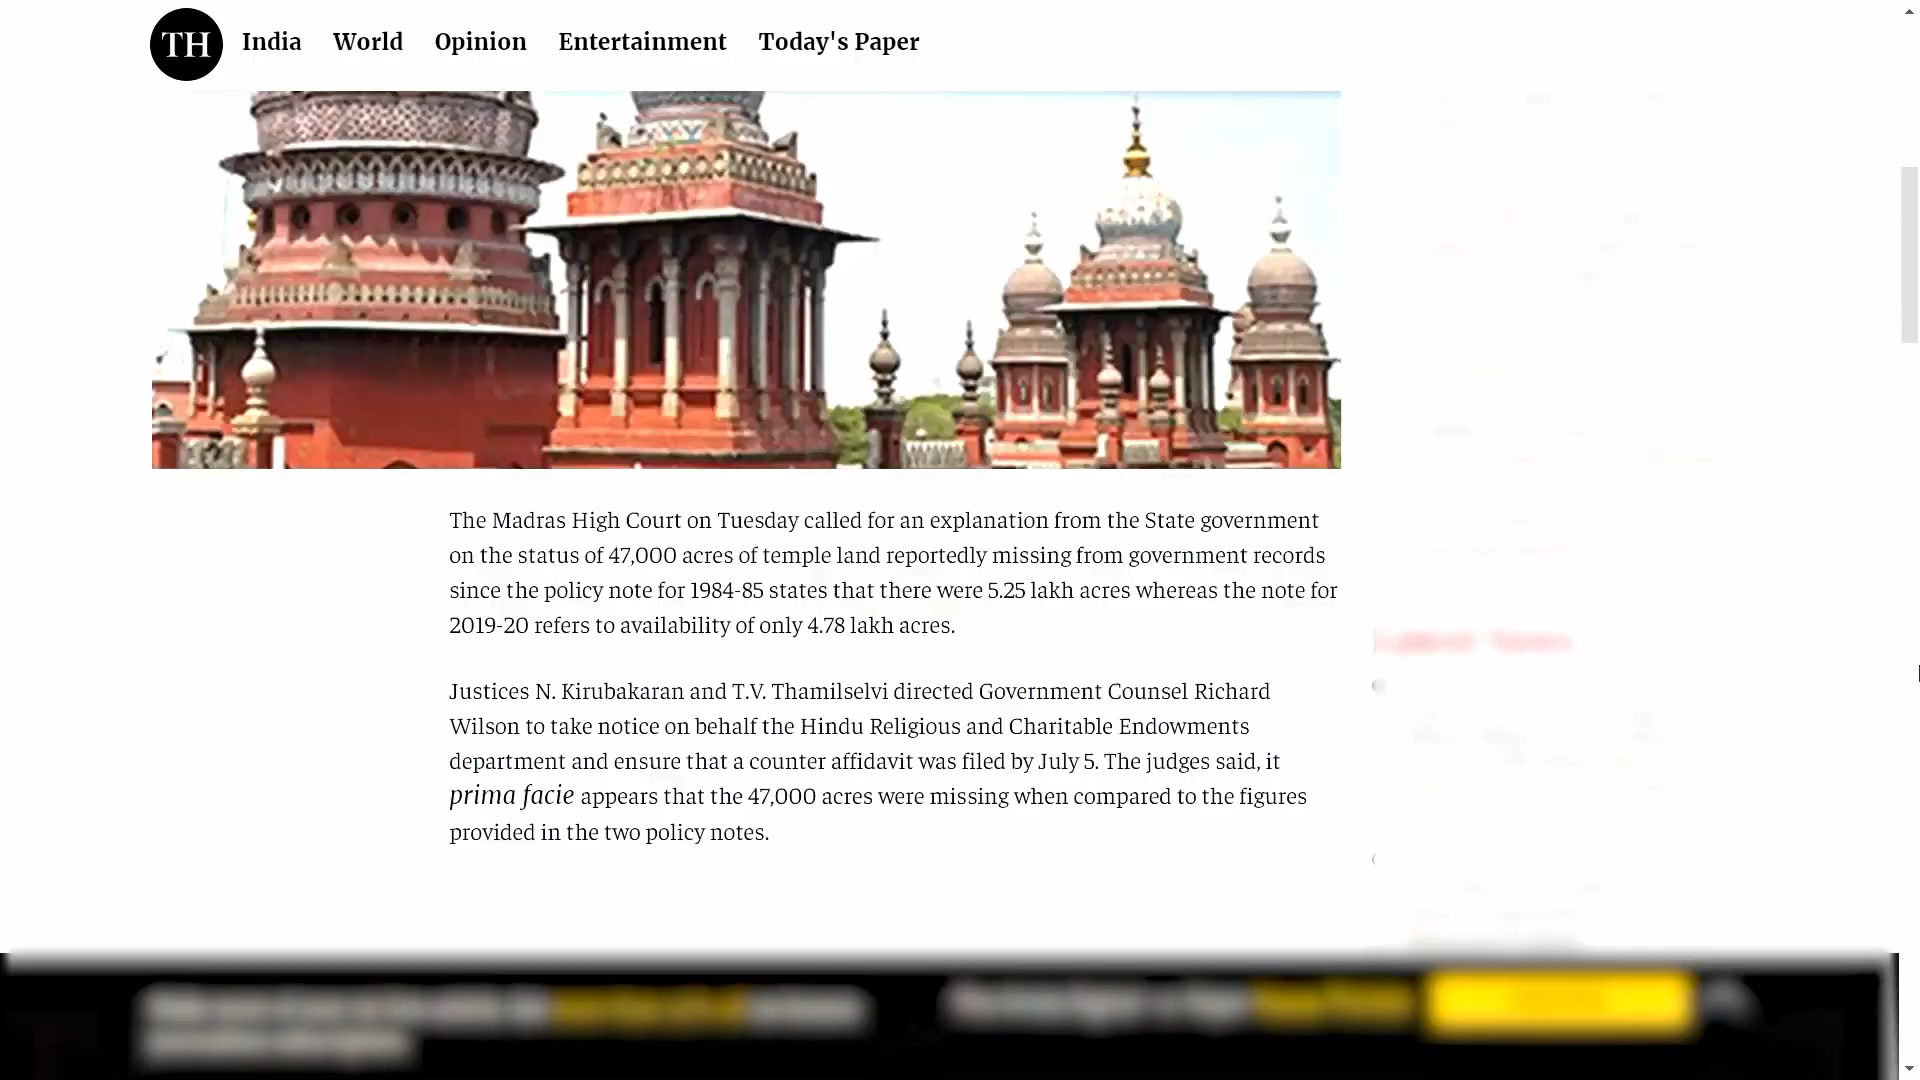 TH India World Opinion Entertainment Today's Paper
The Madras High Court on Tuesday called for an explanation from the State government
on the status of 47,000 acres of temple land reportedly missing from government records
since the policy note for 1984-85 states that there were 5.25 lakh acres whereas the note for
2019-20 refers to availability of only 4.78 lakh acres.
Justices N. Kirubakaran and T.V. Thamilselvi directed Government Counsel Richard
Wilson to take notice on behalf the Hindu Religious and Charitable Endowments
department and ensure that a counter affidavit was filed by July 5. The judges said, it
prima facie appears that the 47,000 acres were missing when compared to the figures
provided in the two policy notes.